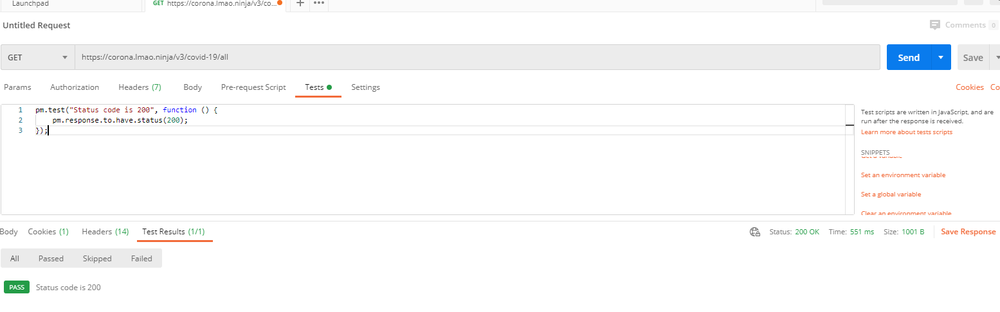 Launchpad
GET https://corona.lmao.ninja/v3/co...
Untitled Request
Comments 0
GET
https://corona.lmao.ninja/v3/covid-19/all
Send
Save
Params Authorization Headers (7) Body Pre-request Script Tests Settings
Cookies Co
1 pm.test("Status code is 200", function () {
2 pm.response.to.have.status(200);
3 });
Test scripts are written in JavaScript, and are
run after the response is received.
Learn more about tests scripts
SNIPPETS
Set an environment variable
Set a global variable
Clear an environment variable
Body Cookies (1) Headers (14) Test Results (1/1)
Status: 200 OK Time: 551 ms Size: 1001 B Save Response
All Passed Skipped Failed
PASS Status code is 200